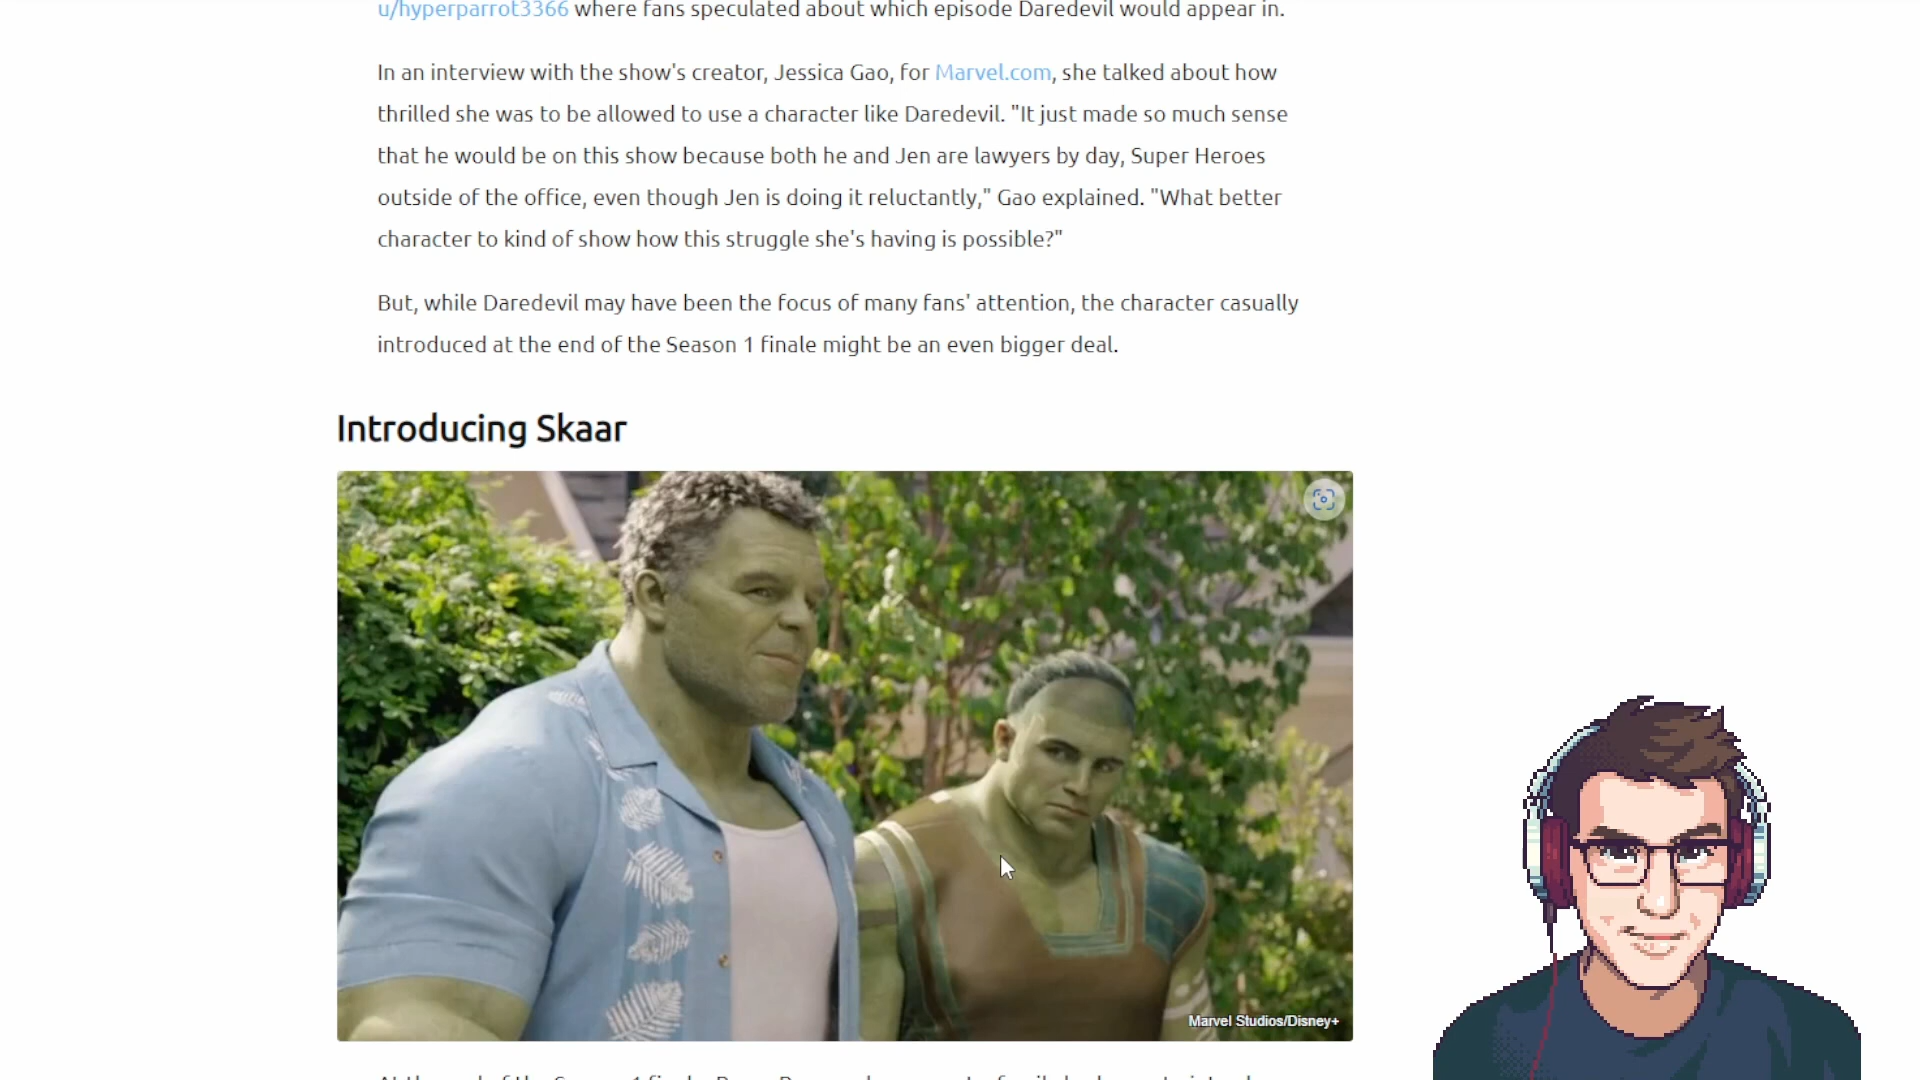 u/hyperparrot3366 where fans speculated about which episode Daredevil would appear in.
In an interview with the show's creator, Jessica Gao, for Marvel.com, she talked about how
thrilled she was to be allowed to use a character like Daredevil. "It just made so much sense
that he would be on this show because both he and Jen are lawyers by day, Super Heroes
outside of the office, even though Jen is doing it reluctantly," Gao explained. "What better
character to kind of show how this struggle she's having is possible?"
But, while Daredevil may have been the focus of many fans' attention, the character casually
introduced at the end of the Season 1 finale might be an even bigger deal.
Introducing Skaar
Marvel Studios/Disney+